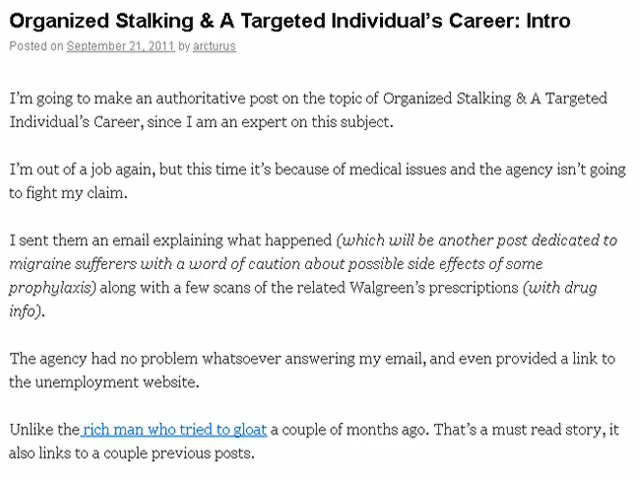 Organized Stalking & A Targeted Individual's Career: Intro
Posted on September 21, 2011 by arcturus
I'm going to make an authoritative post on the topic of Organized Stalking & A Targeted
Individual's Career, since I am an expert on this subject.
I'm out of a job again, but this time it's because of medical issues and the agency isn't going
to fight my claim.
I sent them an email explaining what happened (which will be another post dedicated to
migraine sufferers with a word of caution about possible side effects of some
prophylaxis) along with a few scans of the related Walgreen's prescriptions (with drug
info).
The agency had no problem whatsoever answering my email, and even provided a link to
the unemployment website.
Unlike the rich man who tried to gloat a couple of months ago. That's a must read story, it
also links to a couple previous posts.